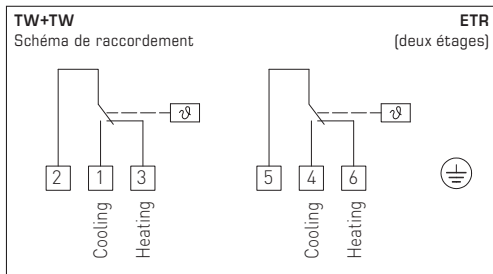 TW+TW
ETR
Schéma de raccordement
(deux étages)
ϑ
ϑ
2
1
3
5
4
6
Cooling
Heating
Cooling
Heating